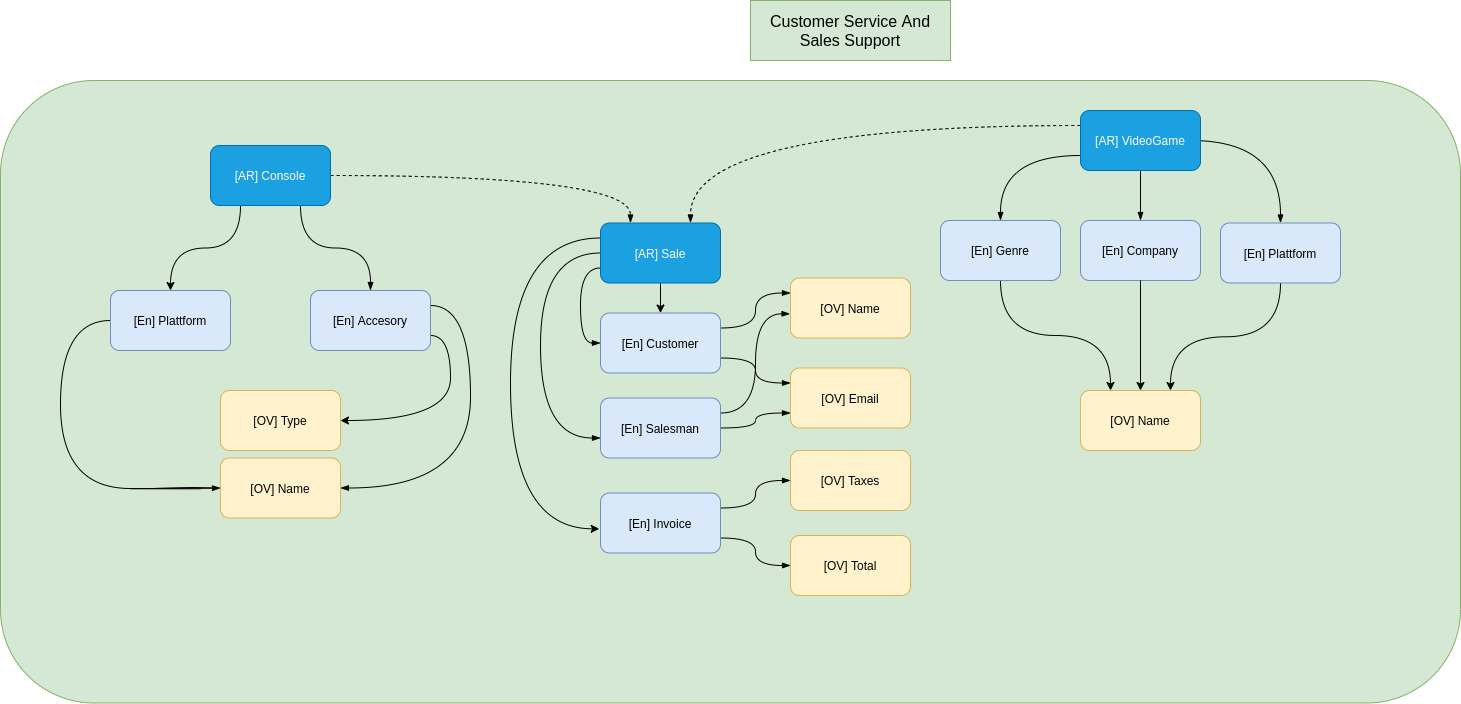 Customer Service And
Sales Support
[AR] Console
[AR] VideoGame
[AR] Sale
[En] Genre
[En] Company
[En] Plattform
[En] Plattform
[En] Accesory
[En] Customer
[OV] Name
[OV] Type
[En] Salesman
[OV] Email
[OV] Name
[OV] Name
[En] Invoice
[OV] Taxes
[OV] Total